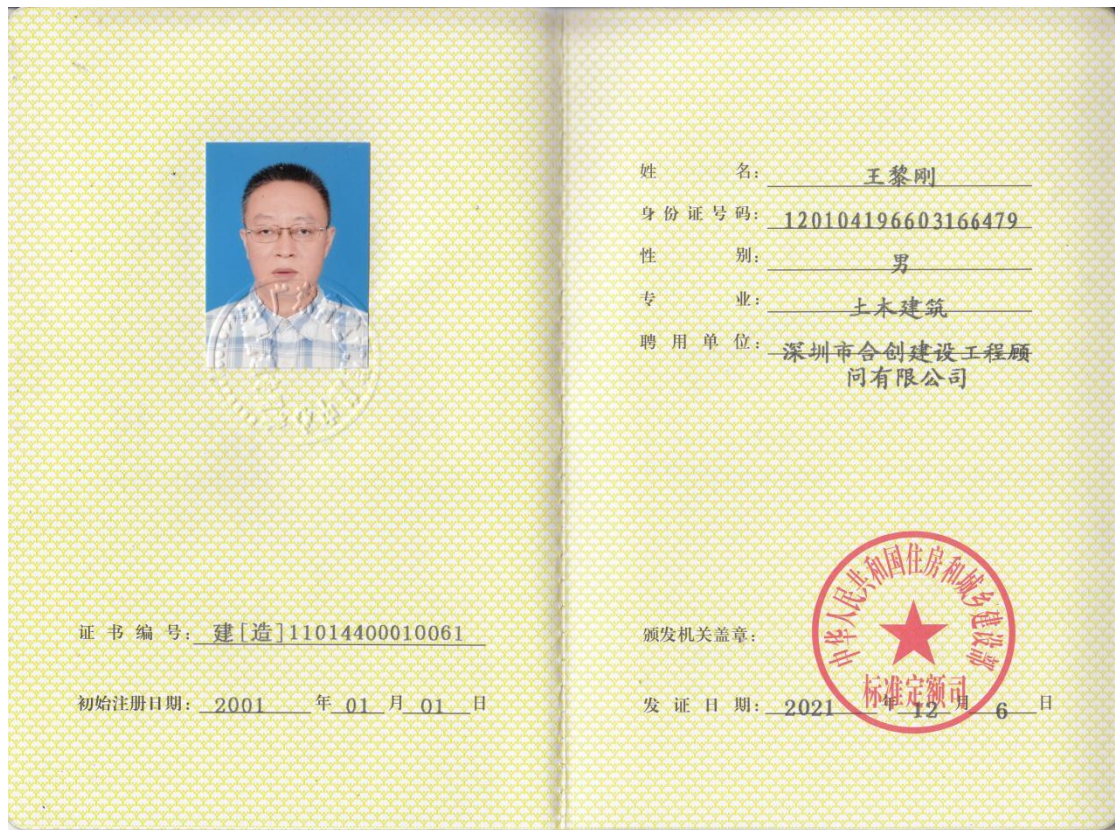 证书编号：建[造]11014400010061
初始注册日期：2001年01月01日
姓名：王黎刚
身份证号码：120104196603166479
性别：男
专业：土木建筑
聘用单位：深圳市合创建设工程顾
问有限公司
颁发机关盖章：
中华人民共和国住房和城乡建设部
标准定额司
发证日期：2021年12月6日